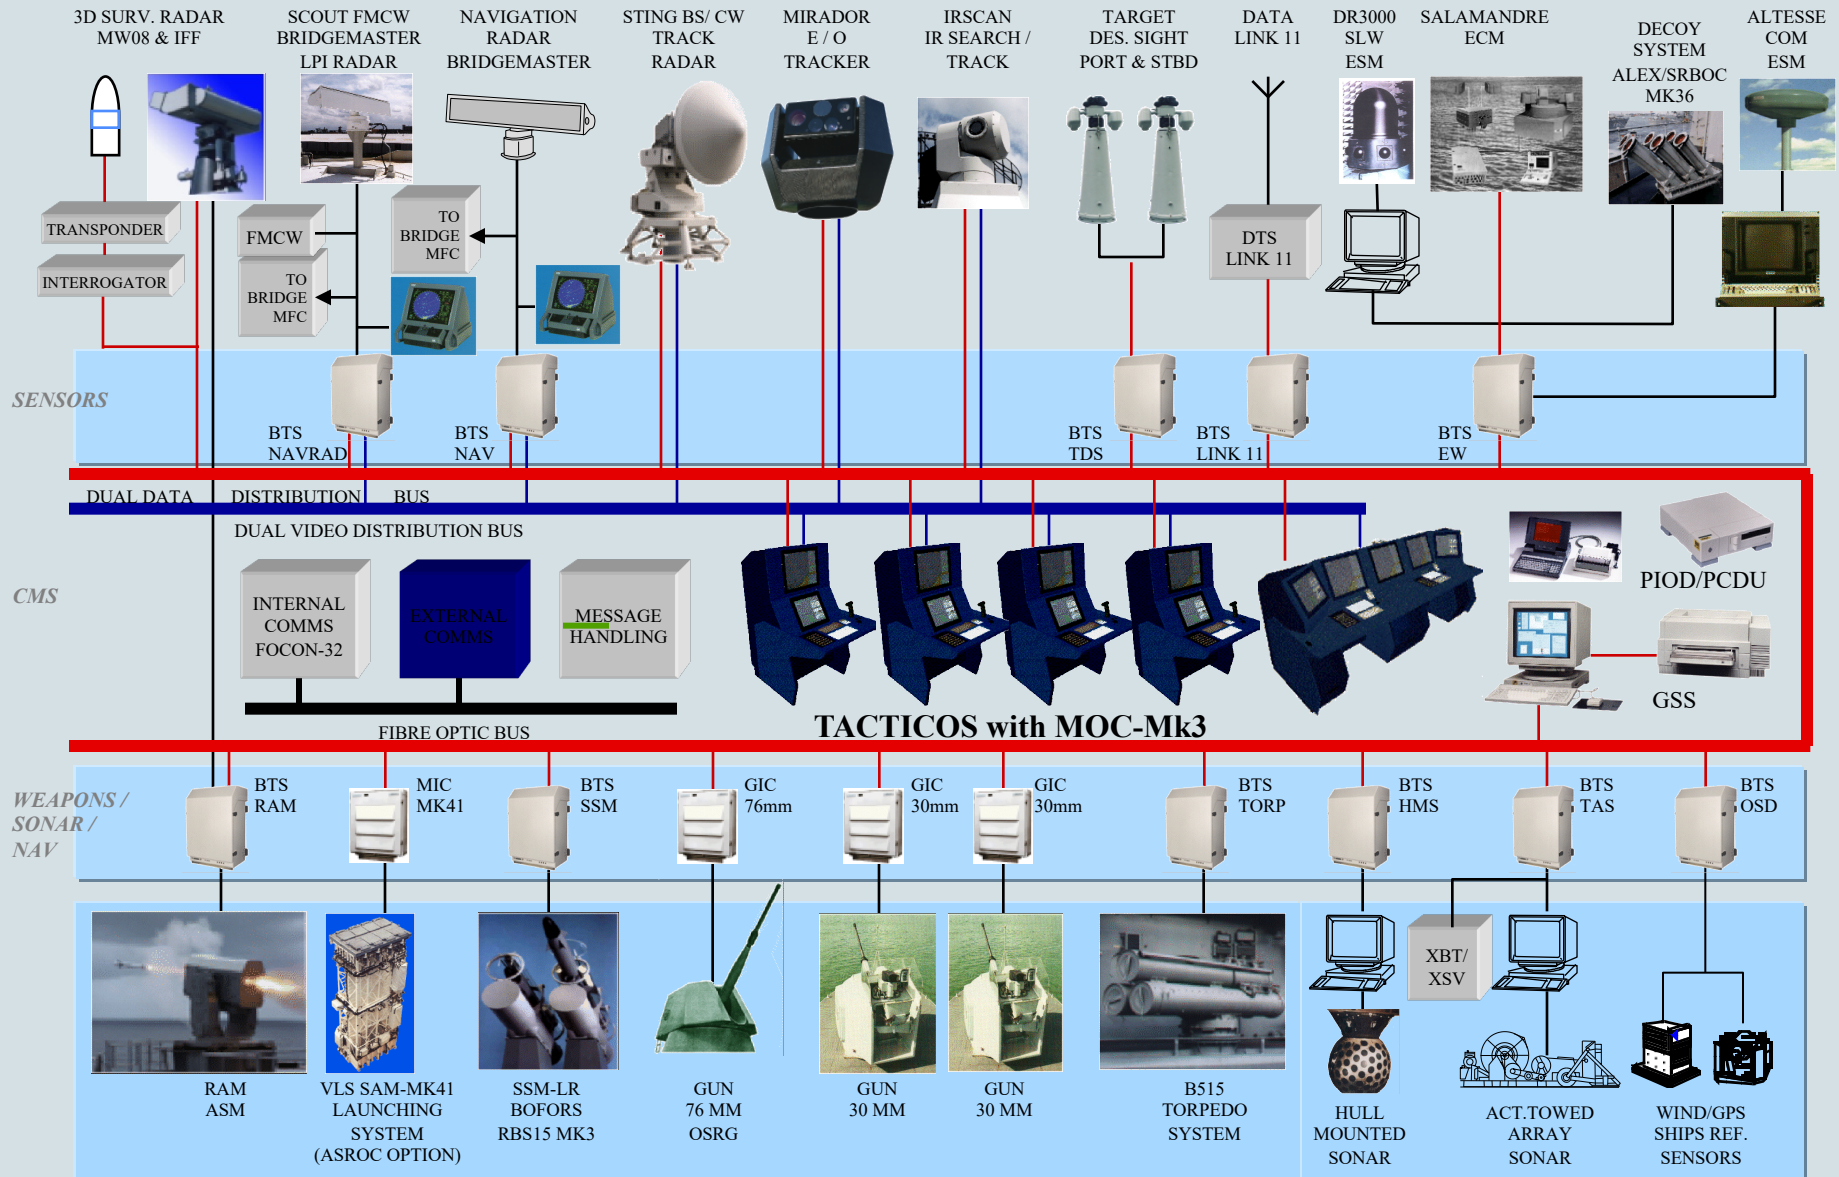 3D SURV. RADAR
MW08 & IFF
SCOUT FMCW
BRIDGEMASTER
LPI RADAR
NAVIGATION
RADAR
BRIDGEMASTER
STING BS/ CW
TRACK
RADAR
MIRADOR
E / O
TRACKER
IRSCAN
IR SEARCH /
TRACK
TARGET
DES. SIGHT
PORT & STBD
DATA
LINK 11
DR3000
SLW
ESM
SALAMANDRE
ECM
DECOY
SYSTEM
ALEX/SRBOC
MK36
ALTESSE
COM
ESM
TRANSPONDER
INTERROGATOR
FMCW
TO
BRIDGE
MFC
TO
BRIDGE
MFC
DTS
LINK 11
SENSORS
BTS
NAVRAD
BTS
NAV
BTS
TDS
BTS
LINK 11
BTS
EW
DUAL DATA DISTRIBUTION BUS
DUAL VIDEO DISTRIBUTION BUS
CMS
INTERNAL
COMMS
FOCON-32
EXTERNAL
COMMS
MESSAGE
HANDLING
FIBRE OPTIC BUS
TACTICOS with MOC-Mk3
PIOD/PCDU
GSS
WEAPONS /
SONAR /
NAV
BTS
RAM
MIC
MK41
BTS
SSM
GIC
76mm
GIC
30mm
GIC
30mm
BTS
TORP
BTS
HMS
BTS
TAS
BTS
OSD
XBT/
XSV
RAM
ASM
VLS SAM-MK41
LAUNCHING
SYSTEM
(ASROC OPTION)
SSM-LR
BOFORS
RBS15 MK3
GUN
76 MM
OSRG
GUN
30 MM
GUN
30 MM
B515
TORPEDO
SYSTEM
HULL
MOUNTED
SONAR
ACT.TOWED
ARRAY
SONAR
WIND/GPS
SHIPS REF.
SENSORS